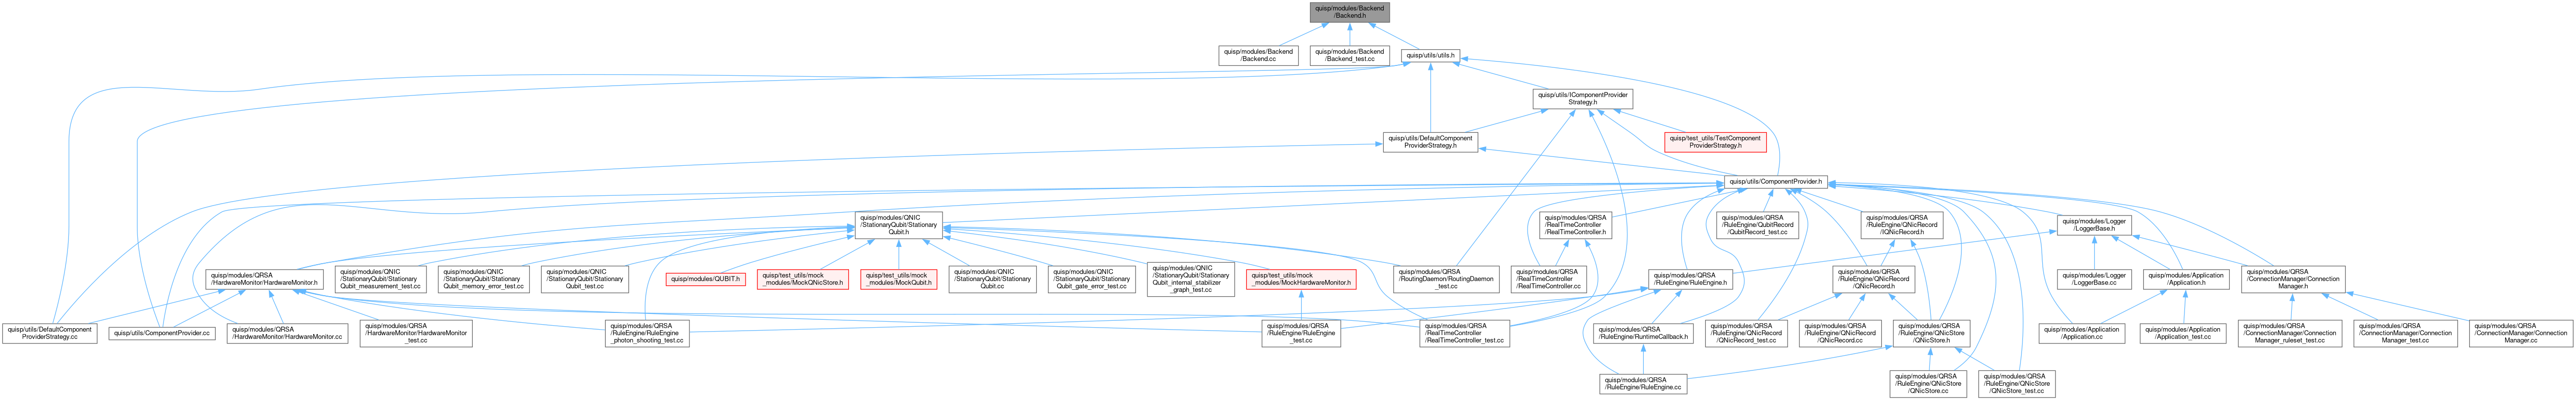 quisp/modules/Backend
/Backend.h
quisp/modules/Backend
/Backend.cc
quisp/modules/Backend
/Backend_test.cc
quisp/utils/utils.h
quisp/utils/IComponentProvider
Strategy.h
quisp/utils/DefaultComponent
ProviderStrategy.h
quisp/test_utils/TestComponent
ProviderStrategy.h
quisp/utils/ComponentProvider.h
quisp/modules/QNIC
/StationaryQubit/Stationary
Qubit.h
quisp/modules/QRSA
/RealTimeController
/RealTimeController.h
quisp/modules/QRSA
/RuleEngine/QubitRecord
/QubitRecord_test.cc
quisp/modules/QRSA
/RuleEngine/QNicRecord
/IQNicRecord.h
quisp/modules/Logger
/LoggerBase.h
quisp/modules/QRSA
/HardwareMonitor/HardwareMonitor.h
quisp/modules/QNIC
/StationaryQubit/Stationary
Qubit_measurement_test.cc
quisp/modules/QNIC
/StationaryQubit/Stationary
Qubit_memory_error_test.cc
quisp/modules/QNIC
/StationaryQubit/Stationary
Qubit_test.cc
quisp/modules/QUBIT.h
quisp/test_utils/mock
_modules/MockQNicStore.h
quisp/test_utils/mock
_modules/MockQubit.h
quisp/modules/QNIC
/StationaryQubit/Stationary
Qubit.cc
quisp/modules/QNIC
/StationaryQubit/Stationary
Qubit_gate_error_test.cc
quisp/modules/QNIC
/StationaryQubit/Stationary
Qubit_internal_stabilizer
_graph_test.cc
quisp/test_utils/mock
_modules/MockHardwareMonitor.h
quisp/modules/QRSA
/RoutingDaemon/RoutingDaemon
_test.cc
quisp/modules/QRSA
/RealTimeController
/RealTimeController.cc
quisp/modules/QRSA
/RuleEngine/RuleEngine.h
quisp/modules/QRSA
/RuleEngine/QNicRecord
/QNicRecord.h
quisp/modules/Logger
/LoggerBase.cc
quisp/modules/Application
/Application.h
quisp/modules/QRSA
/ConnectionManager/Connection
Manager.h
quisp/utils/DefaultComponent
ProviderStrategy.cc
quisp/utils/ComponentProvider.cc
quisp/modules/QRSA
/HardwareMonitor/HardwareMonitor.cc
quisp/modules/QRSA
/HardwareMonitor/HardwareMonitor
_test.cc
quisp/modules/QRSA
/RuleEngine/RuleEngine
_photon_shooting_test.cc
quisp/modules/QRSA
/RuleEngine/RuleEngine
_test.cc
quisp/modules/QRSA
/RealTimeController
/RealTimeController_test.cc
quisp/modules/QRSA
/RuleEngine/RuntimeCallback.h
quisp/modules/QRSA
/RuleEngine/QNicRecord
/QNicRecord_test.cc
quisp/modules/QRSA
/RuleEngine/QNicRecord
/QNicRecord.cc
quisp/modules/QRSA
/RuleEngine/QNicStore
/QNicStore.h
quisp/modules/Application
/Application.cc
quisp/modules/Application
/Application_test.cc
quisp/modules/QRSA
/ConnectionManager/Connection
Manager_ruleset_test.cc
quisp/modules/QRSA
/ConnectionManager/Connection
Manager_test.cc
quisp/modules/QRSA
/ConnectionManager/Connection
Manager.cc
quisp/modules/QRSA
/RuleEngine/RuleEngine.cc
quisp/modules/QRSA
/RuleEngine/QNicStore
/QNicStore.cc
quisp/modules/QRSA
/RuleEngine/QNicStore
/QNicStore_test.cc